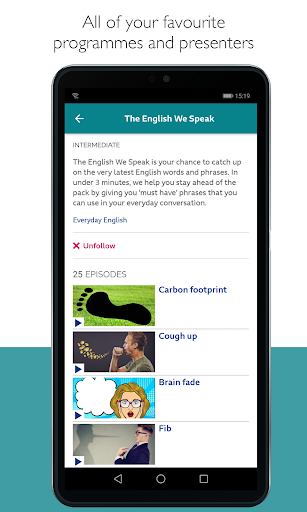 All of your favourite
programmes and presenters
15:19
The English We Speak
INTERMEDIATE
The English We Speak is your chance to catch up
on the very latest English words and phrases. In
under 3 minutes, we help you stay ahead of the
pack by giving you 'must have' phrases that you
can use in your everyday conversation.
Everyday English
Unfollow
25 EPISODES
Carbon footprint
Cough up
Brain fade
Fib